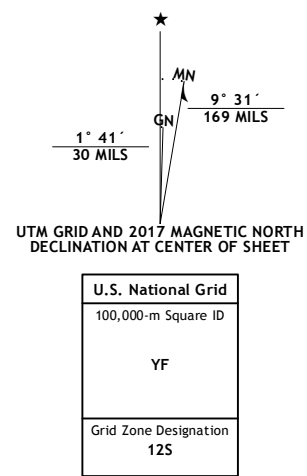 ★
MN
GN
9° 31´
169 MILS
1° 41´
30 MILS
UTM GRID AND 2017 MAGNETIC NORTH
DECLINATION AT CENTER OF SHEET
U.S. National Grid
100,000-m Square ID
YF
Grid Zone Designation
12S